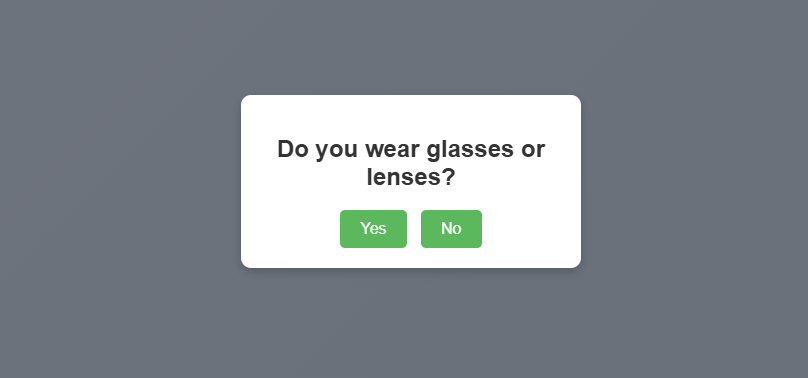 Do you wear glasses or
lenses?
Yes No